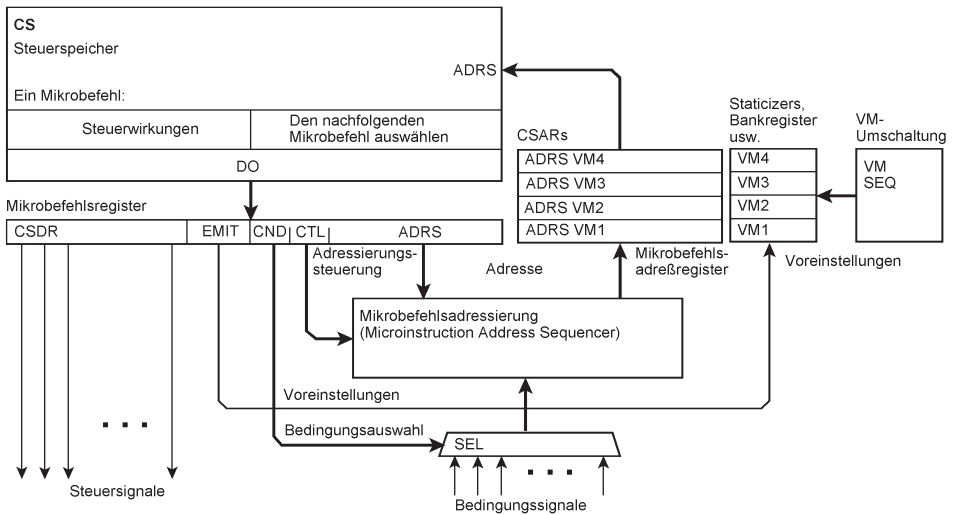 CS
Steuerspeicher
ADRS
Ein Mikrobefehl:
Steuerwirkungen
Den nachfolgenden
Mikrobefehl auswählen
DO
Mikrobefehlsregister
CSDR
EMIT
CND
CTL
ADRS
Adressierungs-
steuerung
Adresse
CSARs
ADRS VM4
ADRS VM3
ADRS VM2
ADRS VM1
Mikrobefehls-
adreßregister
Staticizers,
Bankregister
usw.
VM4
VM3
VM2
VM1
VM-
Umschaltung
VM
SEQ
Voreinstellungen
Mikrobefehlsadressierung
(Microinstruction Address Sequencer)
Voreinstellungen
Bedingungsauswahl
SEL
Steuersignale
Bedingungssignale